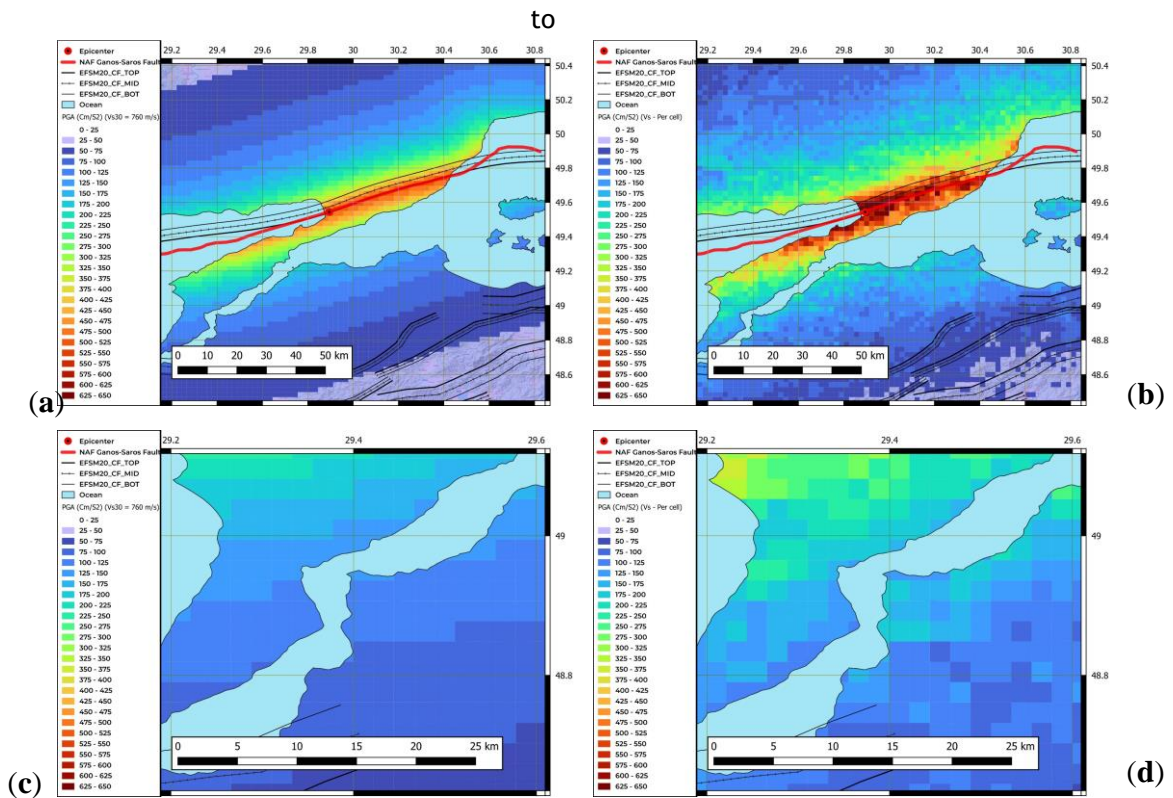 to
29.2 29.4 29.6 29.8 30.0 30.2 30.4 30.6 30.8
Epicenter
NAF Ganos-Saros Fault
EFSM20_CF_TOP
EFSM20_CF_MID
EFSM20_CF_BOT
Ocean
PGA (Cm/S2) (Vs30 = 760 m/s)
0 - 25
25 - 50
50 - 75
75 - 100
100 - 125
125 - 150
150 - 175
175 - 200
200 - 225
225 - 250
250 - 275
275 - 300
300 - 325
325 - 350
350 - 375
375 - 400
400 - 425
425 - 450
450 - 475
475 - 500
500 - 525
525 - 550
550 - 575
575 - 600
600 - 625
625 - 650
50.4
50.2
50
49.8
49.6
49.4
49.2
49
48.8
48.6
0 10 20 30 40 50 km
(a)
29.2 29.4 29.6 29.8 30.0 30.2 30.4 30.6 30.8
Epicenter
NAF Ganos-Saros Fault
EFSM20_CF_TOP
EFSM20_CF_MID
EFSM20_CF_BOT
Ocean
PGA (Cm/S2) (Vs - Per cell)
0 - 25
25 - 50
50 - 75
75 - 100
100 - 125
125 - 150
150 - 175
175 - 200
200 - 225
225 - 250
250 - 275
275 - 300
300 - 325
325 - 350
350 - 375
375 - 400
400 - 425
425 - 450
450 - 475
475 - 500
500 - 525
525 - 550
550 - 575
575 - 600
600 - 625
625 - 650
50.4
50.2
50
49.8
49.6
49.4
49.2
49
48.8
48.6
0 10 20 30 40 50 km
(b)
29.2 29.4 29.6
Epicenter
NAF Ganos-Saros Fault
EFSM20_CF_TOP
EFSM20_CF_MID
EFSM20_CF_BOT
Ocean
PGA (Cm/S2) (Vs30 = 760 m/s)
0 - 25
25 - 50
50 - 75
75 - 100
100 - 125
125 - 150
150 - 175
175 - 200
200 - 225
225 - 250
250 - 275
275 - 300
300 - 325
325 - 350
350 - 375
375 - 400
400 - 425
425 - 450
450 - 475
475 - 500
500 - 525
525 - 550
550 - 575
575 - 600
600 - 625
625 - 650
49
48.8
0 5 10 15 20 25 km
(c)
29.2 29.4 29.6
Epicenter
NAF Ganos-Saros Fault
EFSM20_CF_TOP
EFSM20_CF_MID
EFSM20_CF_BOT
Ocean
PGA (Cm/S2) (Vs - Per cell)
0 - 25
25 - 50
50 - 75
75 - 100
100 - 125
125 - 150
150 - 175
175 - 200
200 - 225
225 - 250
250 - 275
275 - 300
300 - 325
325 - 350
350 - 375
375 - 400
400 - 425
425 - 450
450 - 475
475 - 500
500 - 525
525 - 550
550 - 575
575 - 600
600 - 625
625 - 650
49
48.8
0 5 10 15 20 25 km
(d)